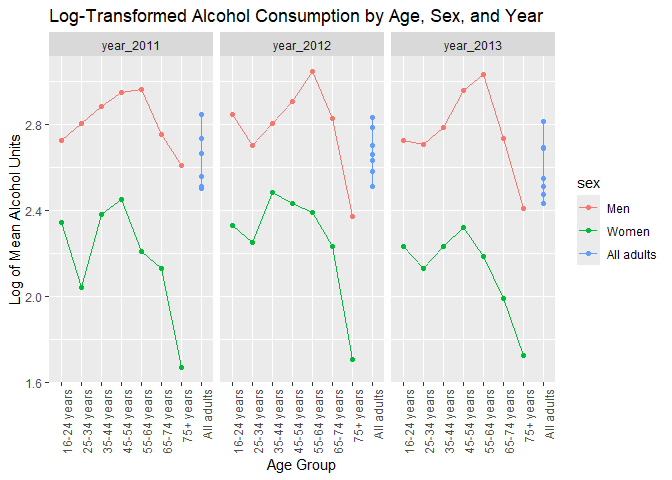 Log-Transformed Alcohol Consumption by Age, Sex, and Year
year_2011
year_2012
year_2013
Log of Mean Alcohol Units
2.8
2.4
2.0
1.6
16-24 years
25-34 years
35-44 years
45-54 years
55-64 years
65-74 years
75+ years
All adults
16-24 years
25-34 years
35-44 years
45-54 years
55-64 years
65-74 years
75+ years
All adults
16-24 years
25-34 years
35-44 years
45-54 years
55-64 years
65-74 years
75+ years
All adults
Age Group
sex
Men
Women
All adults